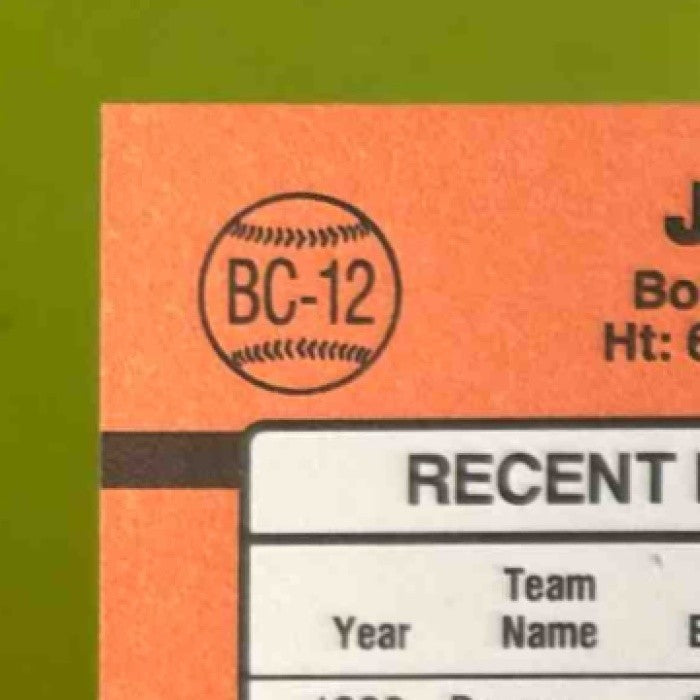 BC-12
J
Bo
Ht: 6
RECENT
Team
Year Name